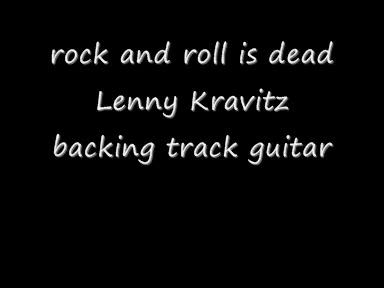 rock and roll is dead
Lenny Kravitz
backing track guitar